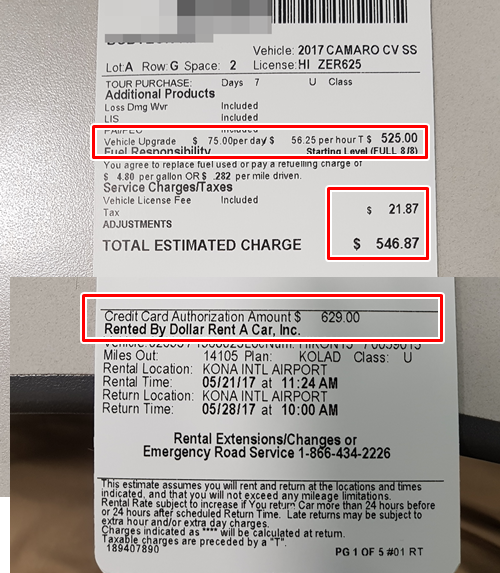 Vehicle: 2017 CAMARO CV SS
Lot:A Row:G Space: 2 License:HI ZER625
TOUR PURCHASE: Days 7 U Class
Additional Products
Loss Dmg Wvr Included
LIS Included
PAI/PEC Included
Vehicle Upgrade $ 75.00per day $ 56.25 per hour T $ 525.00
Fuel Responsibility Starting Level (FULL 8/8)
You agree to replace fuel used or pay a refuelling charge of
$ 4.80 per gallon OR $ .282 per mile driven.
Service Charges/Taxes
Vehicle License Fee Included
Tax $ 21.87
ADJUSTMENTS
TOTAL ESTIMATED CHARGE $ 546.87
Credit Card Authorization Amount $ 629.00
Rented By Dollar Rent A Car, Inc.
Miles Out: 14105 Plan: KOLAD Class: U
Rental Location: KONA INTL AIRPORT
Rental Time: 05/21/17 at 11:24 AM
Return Location: KONA INTL AIRPORT
Return Time: 05/28/17 at 10:00 AM
Rental Extensions/Changes or
Emergency Road Service 1-866-434-2226
This estimate assumes you will rent and return at the locations and times
indicated, and that you will not exceed any mileage limitations.
Rental Rate subject to increase if You return Car more than 24 hours before
or 24 hours after scheduled Return Time. Late returns may be subject to
extra hour and/or extra day charges.
Charges indicated as **** will be calculated at return.
Taxable charges are preceded by a "T".
189407890 PG 1 OF 5 #01 RT